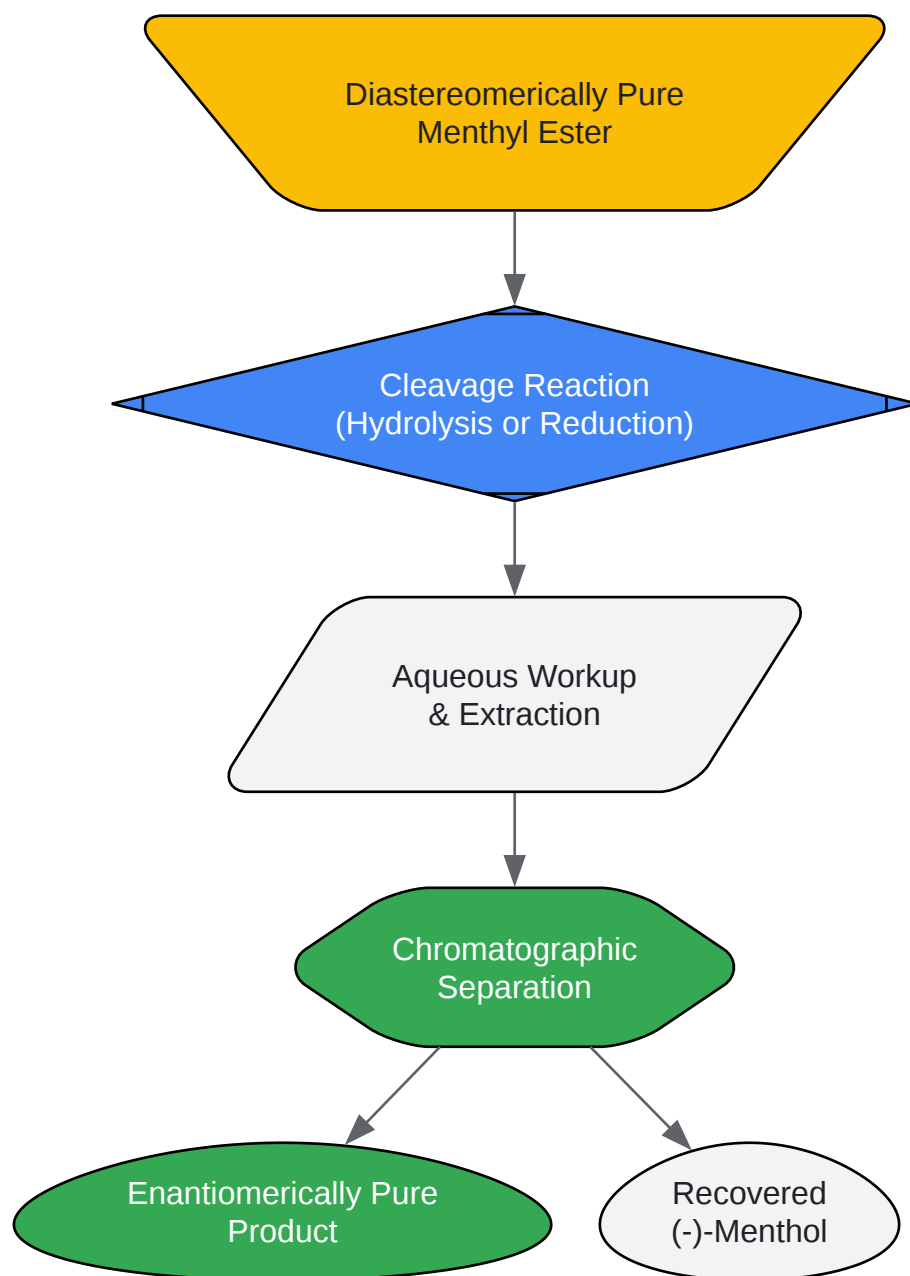 Diastereomerically Pure
Menthyl Ester
Cleavage Reaction
(Hydrolysis or Reduction)
Aqueous Workup
& Extraction
Chromatographic
Separation
Enantiomerically Pure
Product
Recovered
(-)-Menthol